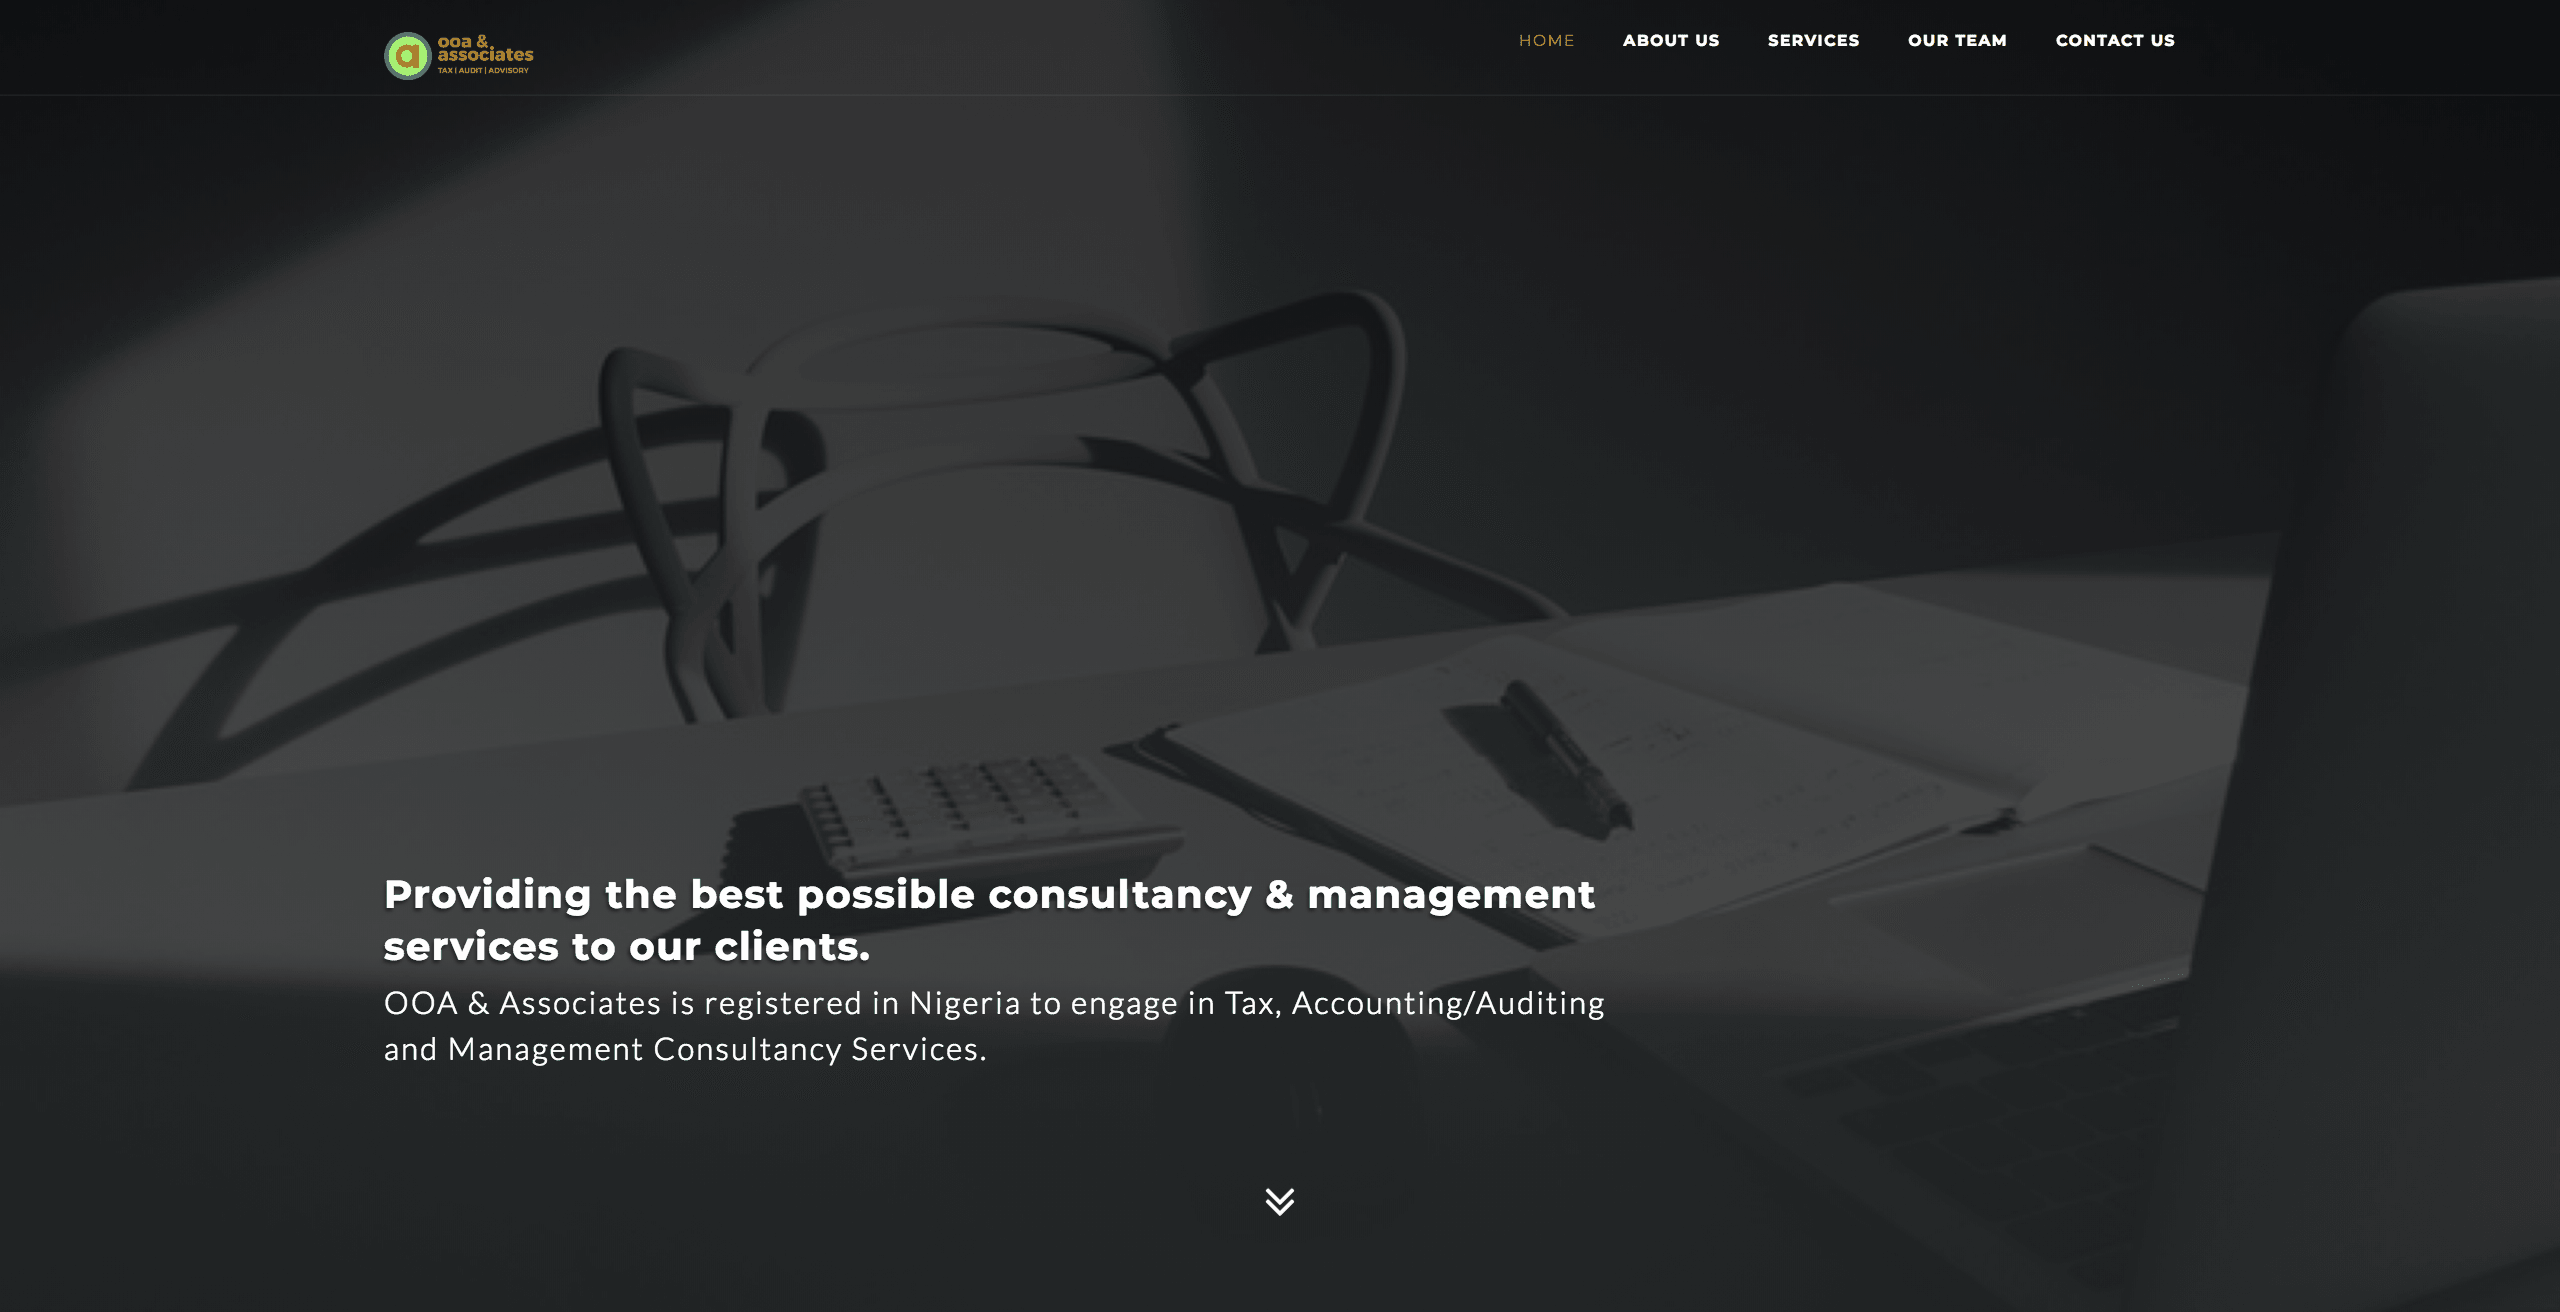 ooa &
associates
TAX | AUDIT | ADVISORY
HOME ABOUT US SERVICES OUR TEAM CONTACT US
Providing the best possible consultancy & management
services to our clients.
OOA & Associates is registered in Nigeria to engage in Tax, Accounting/Auditing
and Management Consultancy Services.